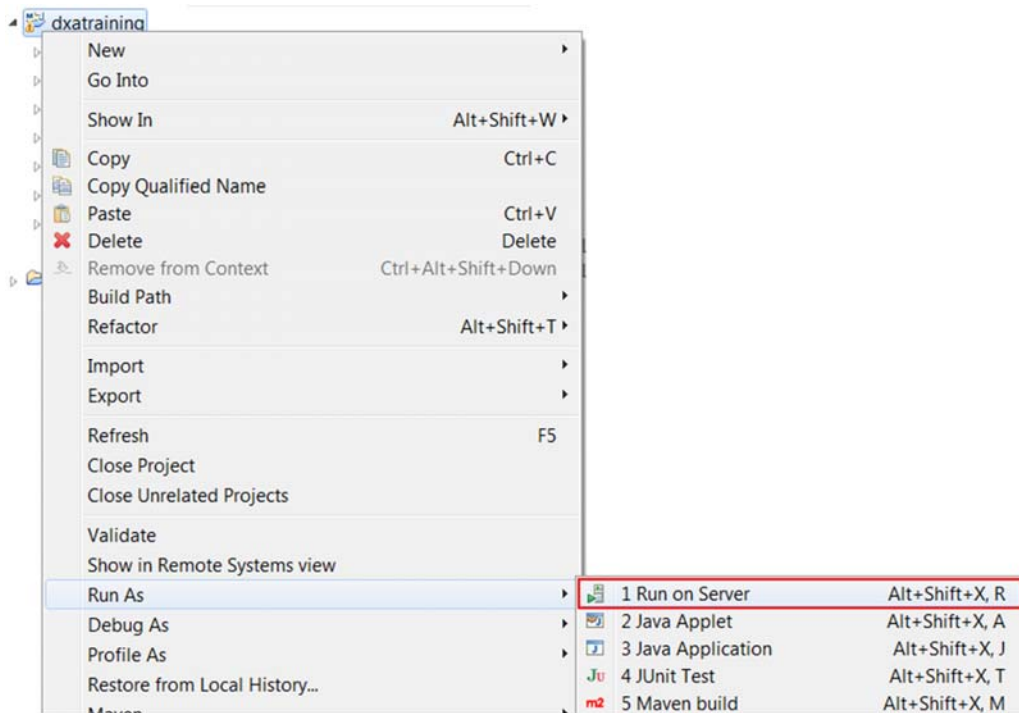 dxatraining
New
Go Into
Show In Alt+Shift+W
Copy Ctrl+C
Copy Qualified Name
Paste Ctrl+V
Delete Delete
Remove from Context Ctrl+Alt+Shift+Down
Build Path
Refactor Alt+Shift+T
Import
Export
Refresh F5
Close Project
Close Unrelated Projects
Validate
Show in Remote Systems view
Run As 1 Run on Server Alt+Shift+X, R
Debug As 2 Java Applet Alt+Shift+X, A
Profile As 3 Java Application Alt+Shift+X, J
Restore from Local History... Ju 4 JUnit Test Alt+Shift+X, T
m2 5 Maven build Alt+Shift+X, M